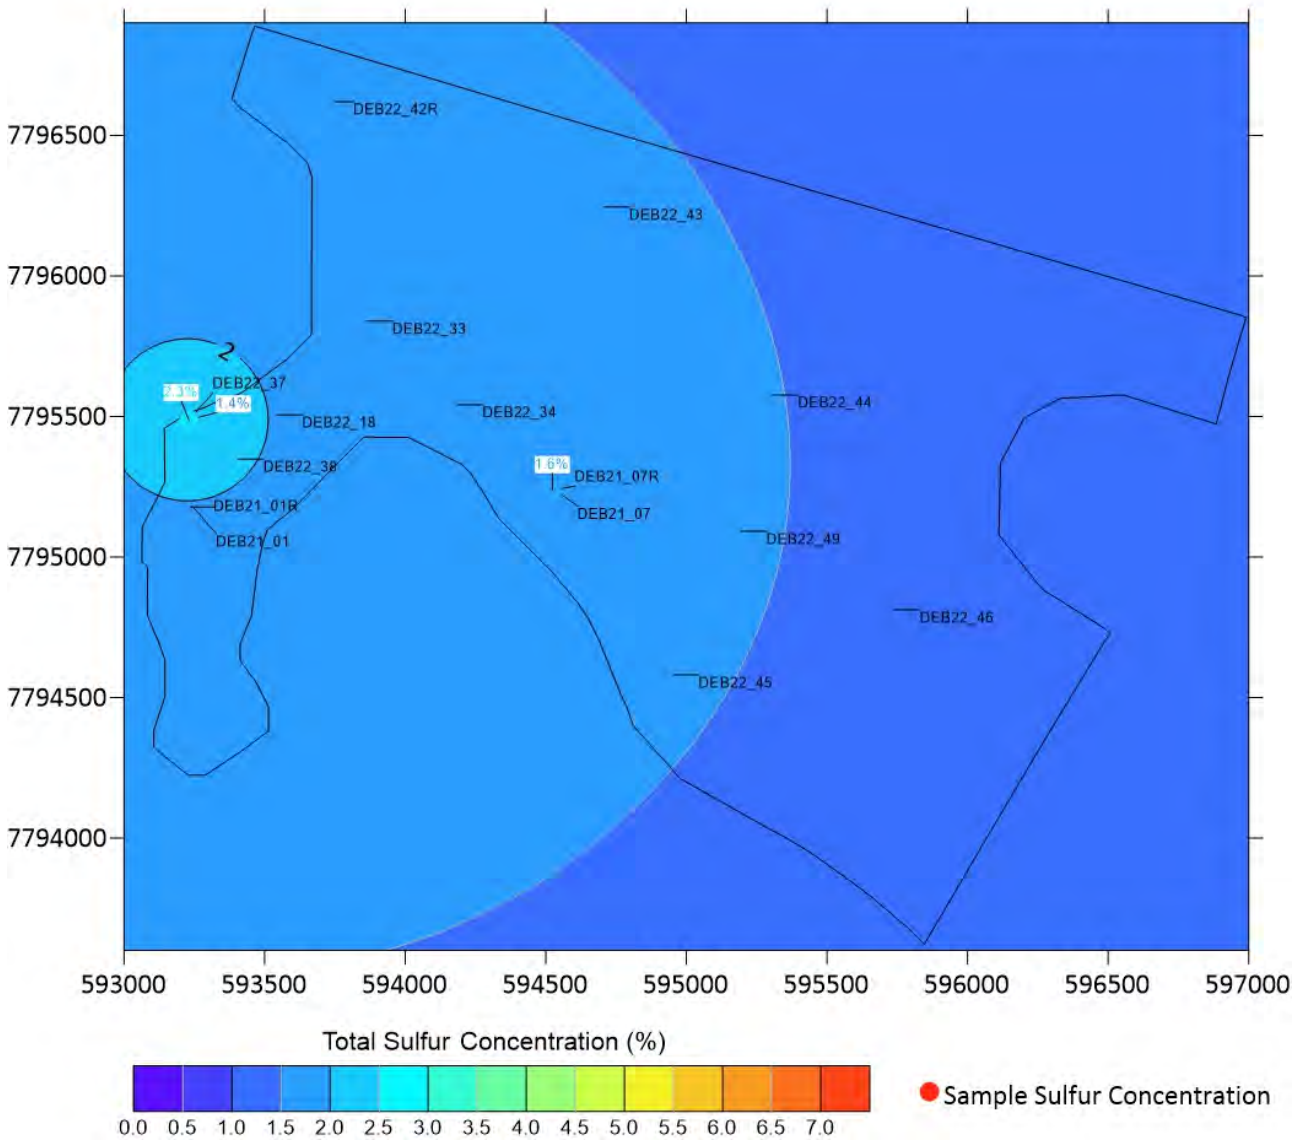 7796500
7796000
7795500
7795000
7794500
7794000
DEB22_42R
DEB22_43
DEB22_33
2
DEB22_37
2.3%
1.4%
DEB22_18
DEB22_34
DEB22_44
DEB22_38
1.6%
DEB21_07R
DEB21_01R
DEB21_07
DEB21_01
DEB22_49
DEB22_46
DEB22_45
593000 593500 594000 594500 595000 595500 596000 596500 597000
Total Sulfur Concentration (%)
0.0 0.5 1.0 1.5 2.0 2.5 3.0 3.5 4.0 4.5 5.0 5.5 6.0 6.5 7.0
Sample Sulfur Concentration